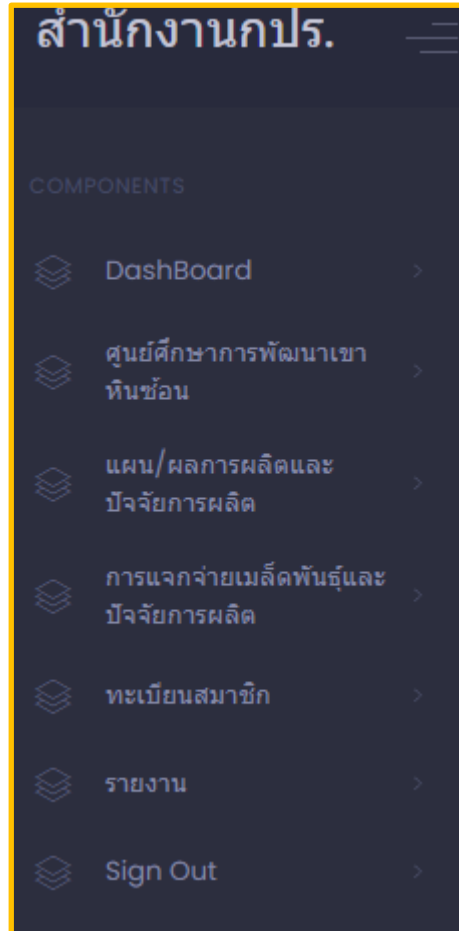 สำนักงานกปร.
COMPONENTS
DashBoard
ศูนย์ศึกษาการพัฒนาเขา
หินซ้อน
แผน/ผลการผลิตและ
ปัจจัยการผลิต
การแจกจ่ายเมล็ดพันธุ์และ
ปัจจัยการผลิต
ทะเบียนสมาชิก
รายงาน
Sign Out